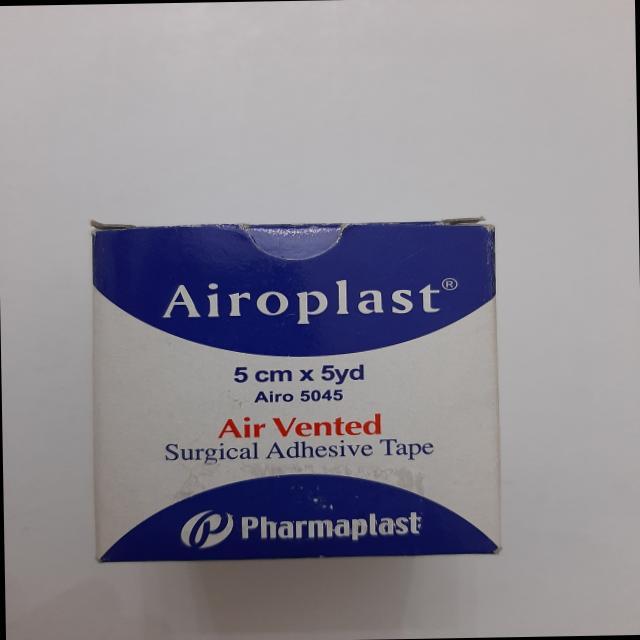 Airoplast®
5 cm x 5yd
Airo 5045
Air Vented
Surgical Adhesive Tape
Pharmaplast